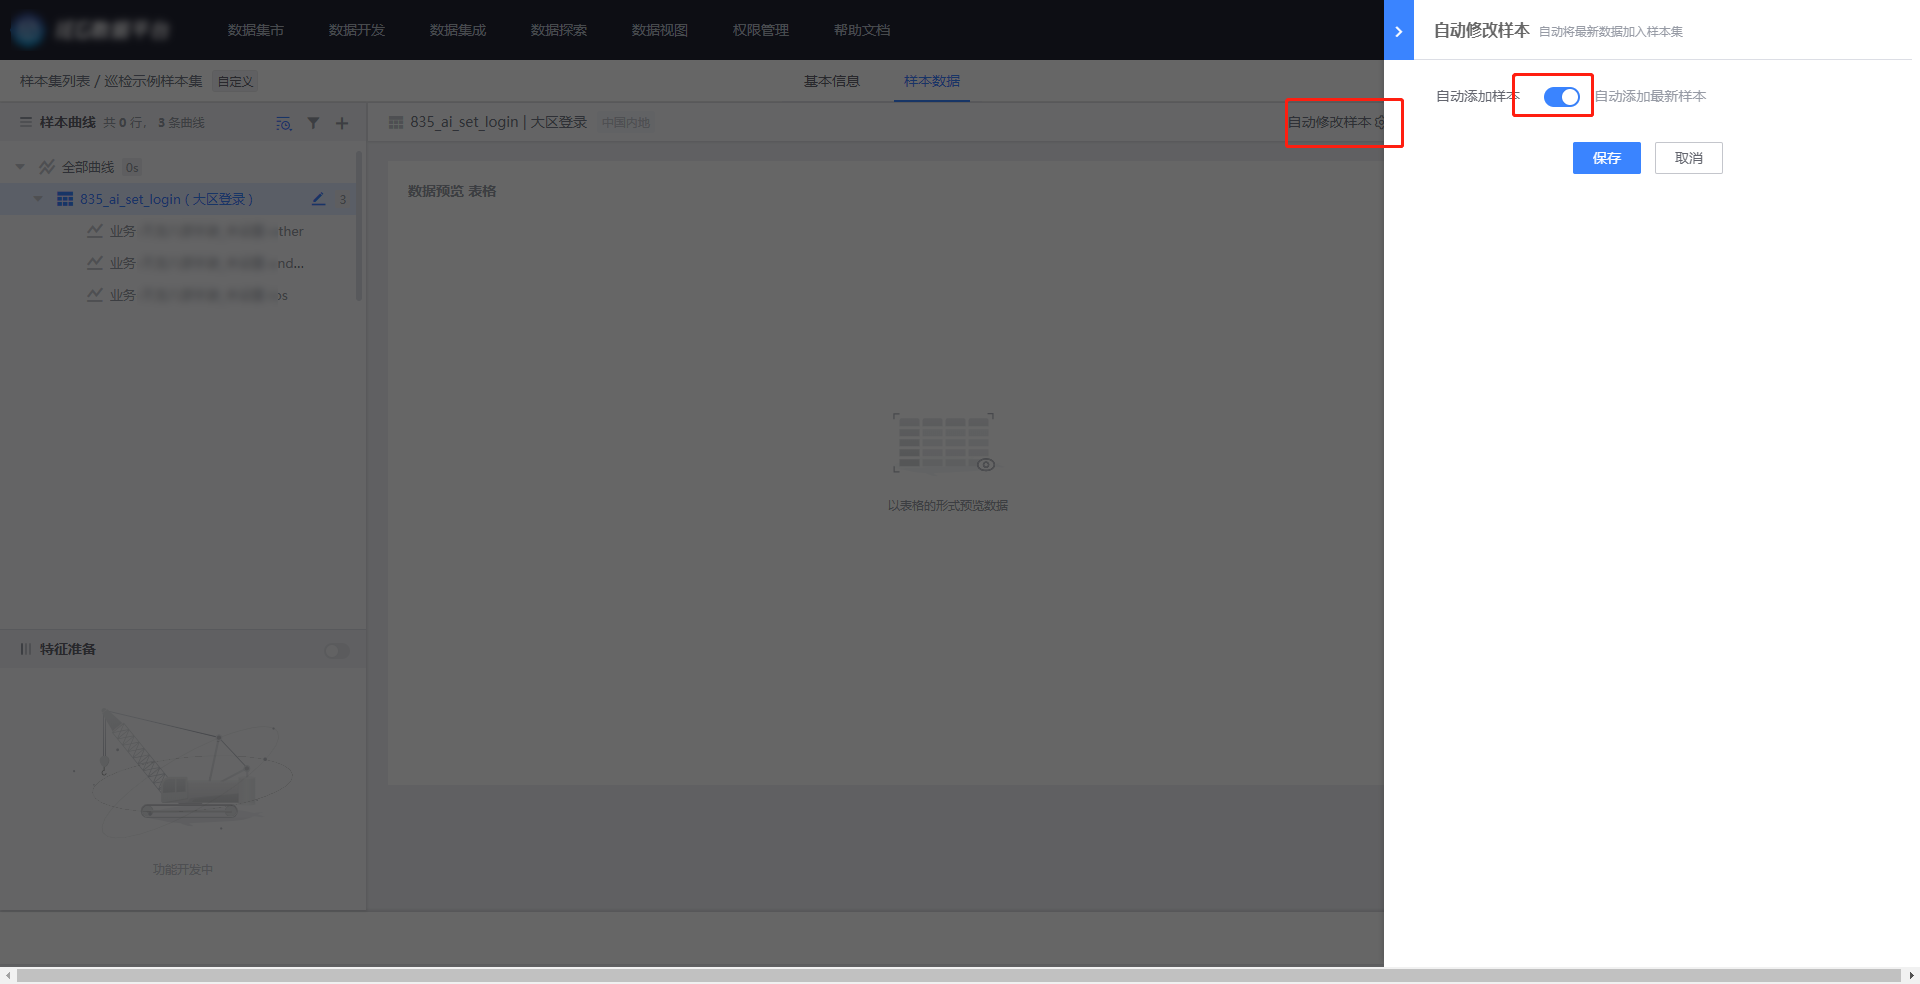 数据集市 数据开发 数据集成 数据探索 数据视图 权限管理 帮助文档
自动修改样本 自动将最新数据加入样本集
样本集列表 / 巡检示例样本集 自定义
基本信息 样本数据
自动添加样本 自动添加最新样本
样本曲线 共 0 行， 3 条曲线
835_ai_set_login | 大区登录 中国内地
自动修改样本
保存 取消
全部曲线 0s
835_ai_set_login ( 大区登录 ) 3
数据预览 表格
业务 ther
业务 nd...
业务 os
以表格的形式预览数据
特征准备
功能开发中